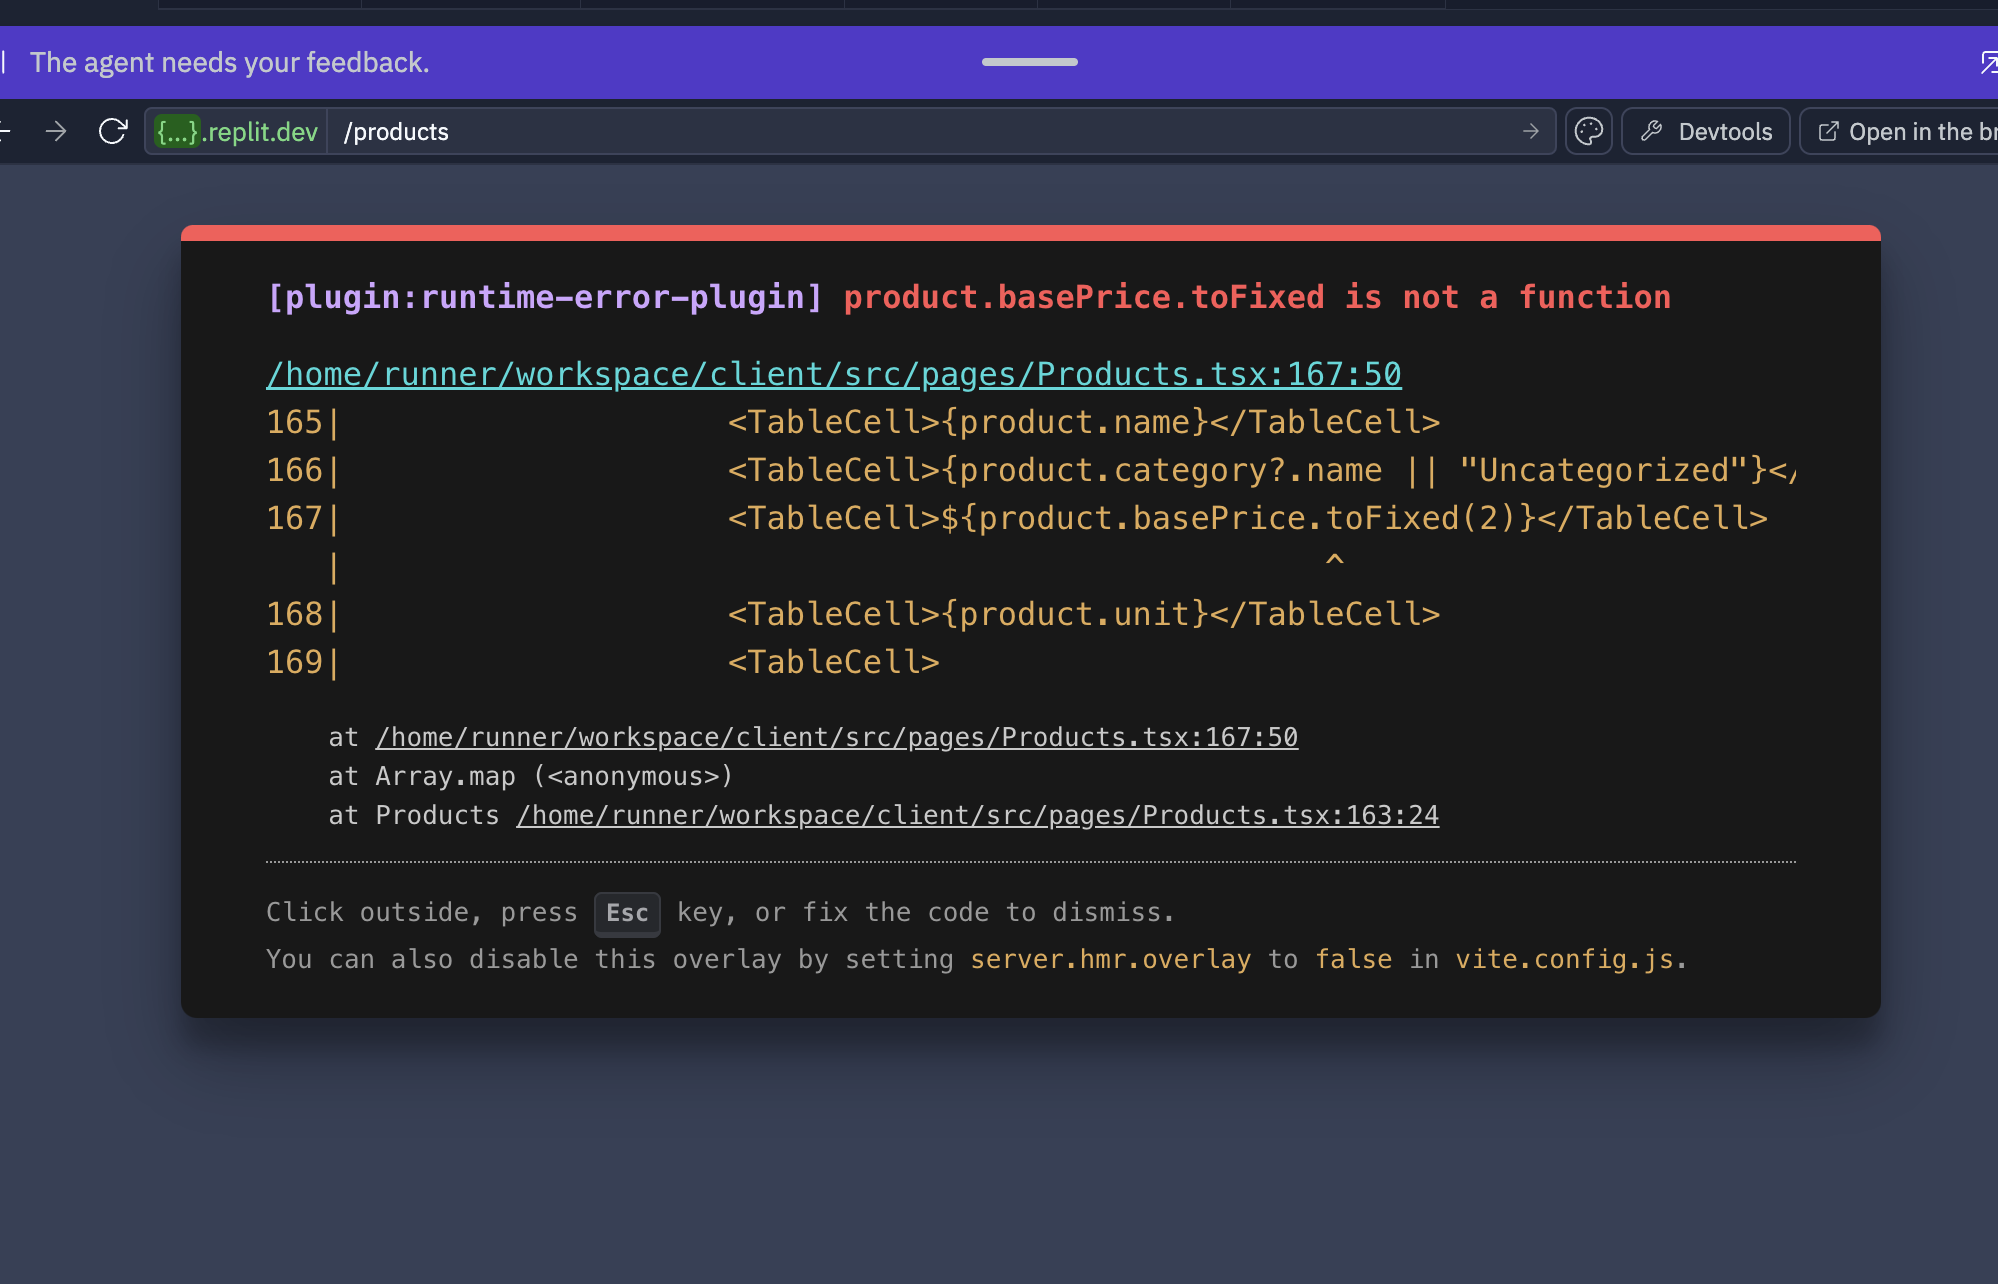 The agent needs your feedback.
{...}.replit.dev /products Devtools Open in the br
[plugin:runtime-error-plugin] product.basePrice.toFixed is not a function
/home/runner/workspace/client/src/pages/Products.tsx:167:50
165|                    <TableCell>{product.name}</TableCell>
166|                    <TableCell>{product.category?.name || "Uncategorized"}</
167|                    <TableCell>${product.basePrice.toFixed(2)}</TableCell>
   |                                                   ^
168|                    <TableCell>{product.unit}</TableCell>
169|                    <TableCell>
at /home/runner/workspace/client/src/pages/Products.tsx:167:50
at Array.map (<anonymous>)
at Products /home/runner/workspace/client/src/pages/Products.tsx:163:24
Click outside, press Esc key, or fix the code to dismiss.
You can also disable this overlay by setting server.hmr.overlay to false in vite.config.js.